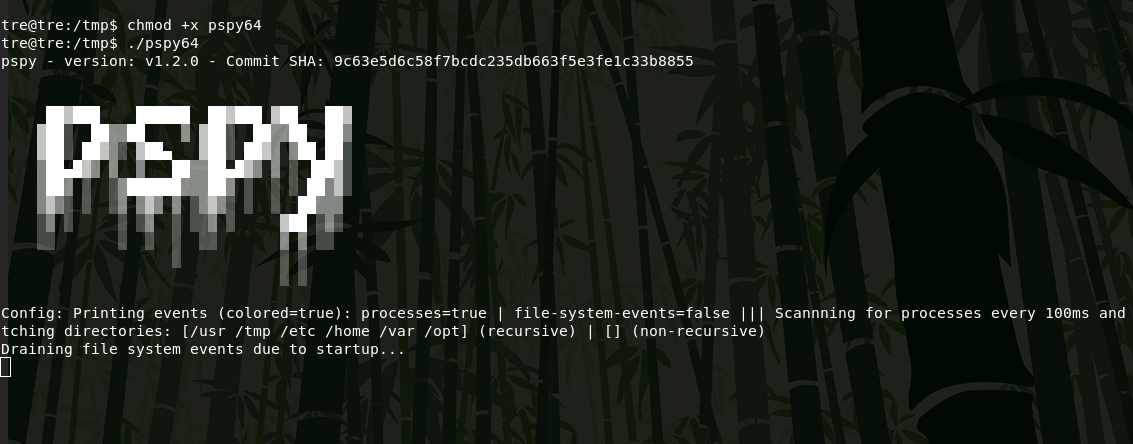 tre@tre:/tmp$ chmod +x pspy64
tre@tre:/tmp$ ./pspy64
pspy - version: v1.2.0 - Commit SHA: 9c63e5d6c58f7bcdc235db663f5e3fe1c33b8855
pspy
Config: Printing events (colored=true): processes=true | file-system-events=false ||| Scannning for processes every 100ms and
tching directories: [/usr /tmp /etc /home /var /opt] (recursive) | [] (non-recursive)
Draining file system events due to startup...